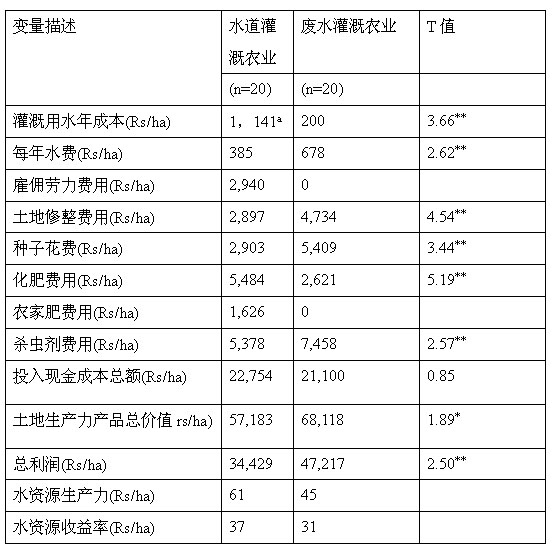 变量描述 水道灌溉农业 废水灌溉农业 T 值
(n=20) (n=20)
灌溉用水年成本(Rs/ha) 1，141ª 200 3.66**
每年水费(Rs/ha) 385 678 2.62**
雇佣劳力费用(Rs/ha) 2,940 0
土地修整费用(Rs/ha) 2,897 4,734 4.54**
种子花费(Rs/ha) 2,903 5,409 3.44**
化肥费用(Rs/ha) 5,484 2,621 5.19**
农家肥费用(Rs/ha) 1,626 0
杀虫剂费用(Rs/ha) 5,378 7,458 2.57**
投入现金成本总额(Rs/ha) 22,754 21,100 0.85
土地生产力产品总价值 rs/ha) 57,183 68,118 1.89*
总利润(Rs/ha) 34,429 47,217 2.50**
水资源生产力(Rs/ha) 61 45
水资源收益率(Rs/ha) 37 31